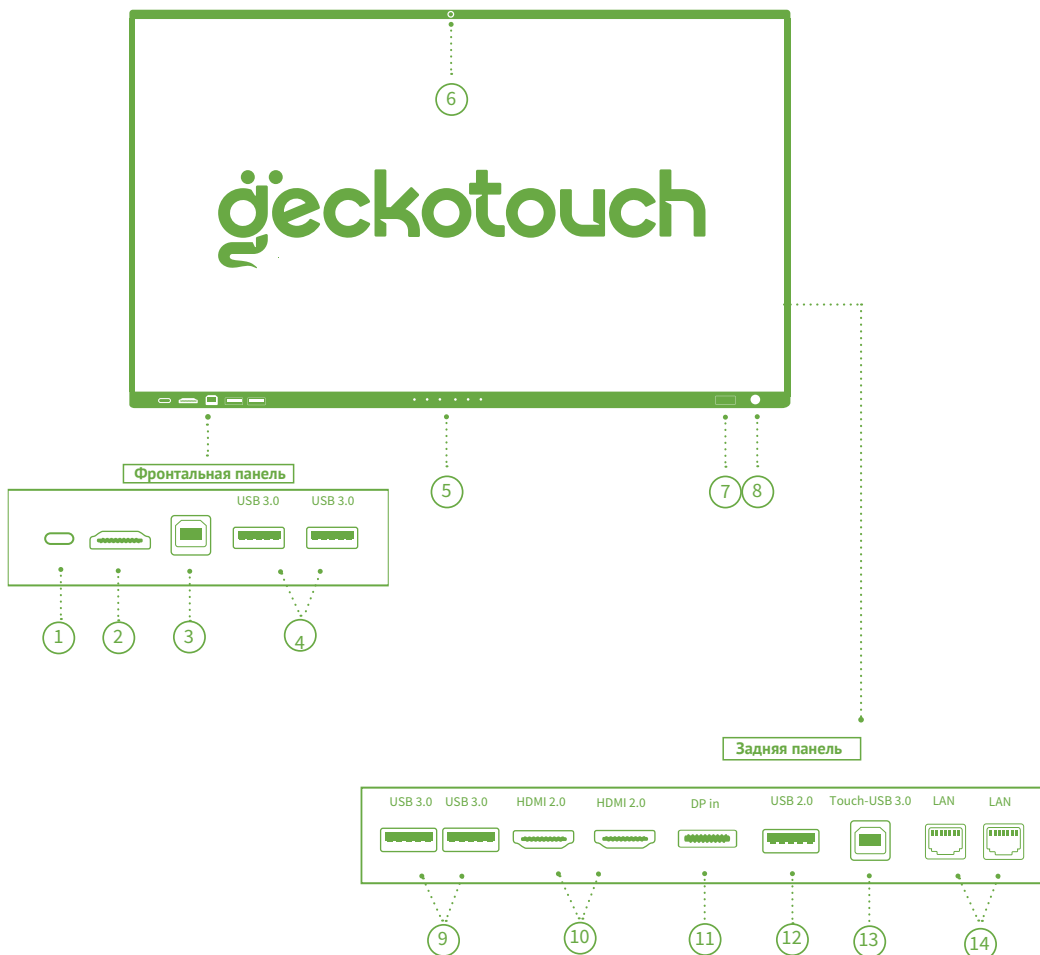 6
geckotouch
Фронтальная панель
5
7
8
USB 3.0 USB 3.0
1
2
3
4
Задняя панель
USB 3.0 USB 3.0 HDMI 2.0 HDMI 2.0 DP in USB 2.0 Touch-USB 3.0 LAN LAN
9
10
11
12
13
14